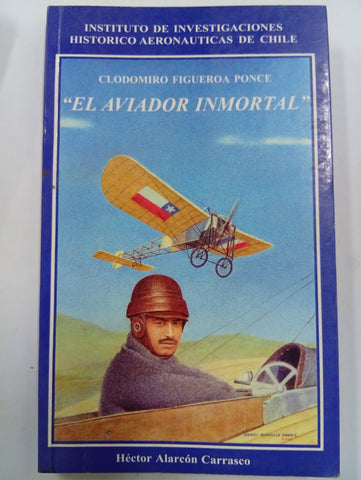 INSTITUTO DE INVESTIGACIONES
HISTORICO AERONAUTICAS DE CHILE
CLODOMIRO FIGUEROA PONCE
“EL AVIADOR INMORTAL”
Héctor Alarcón Carrasco